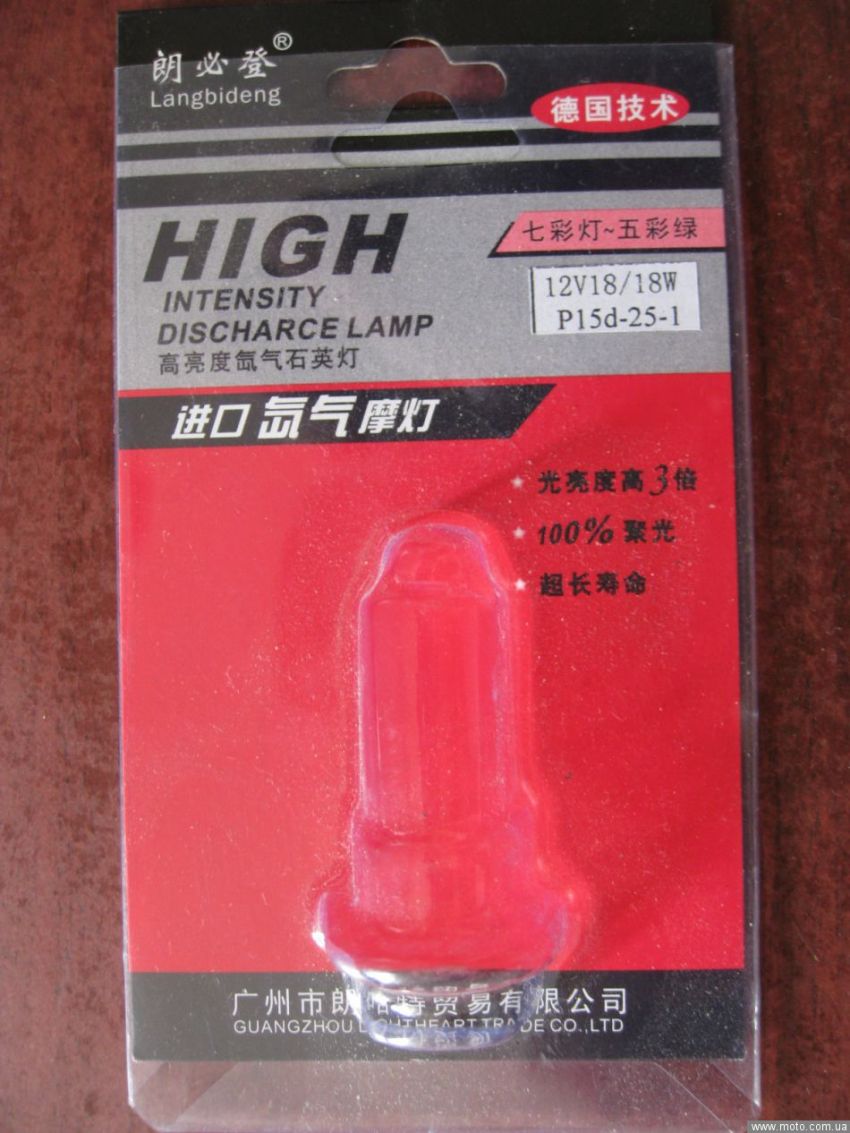 朗必登®
Langbideng
德国技术
HIGH
INTENSITY
DISCHARCE LAMP
高亮度氙气石英灯
七彩灯~五彩绿
12V18/18W
P15d-25-1
进口氙气摩灯
光亮度高3倍
100%聚光
超长寿命
广州市朗哈特贸易有限公司
GUANGZHOU LIGHTHEART TRADE CO.,LTD
www.moto.com.ua